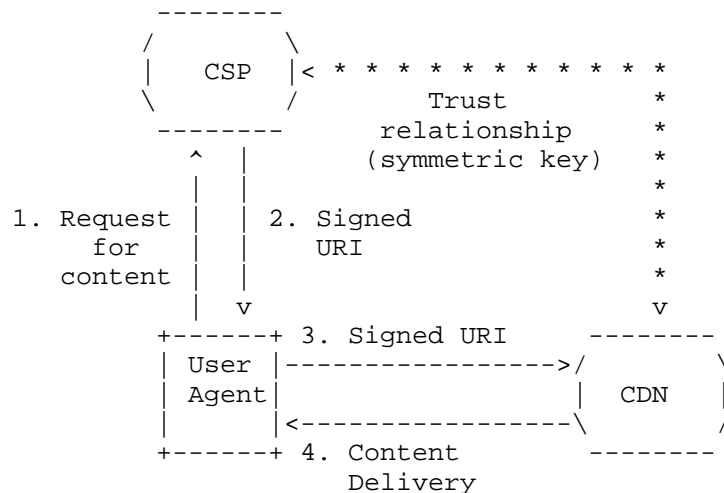 CSP
Trust
relationship
(symmetric key)
1. Request
for
content
2. Signed
URI
3. Signed URI
User
Agent
CDN
4. Content
Delivery